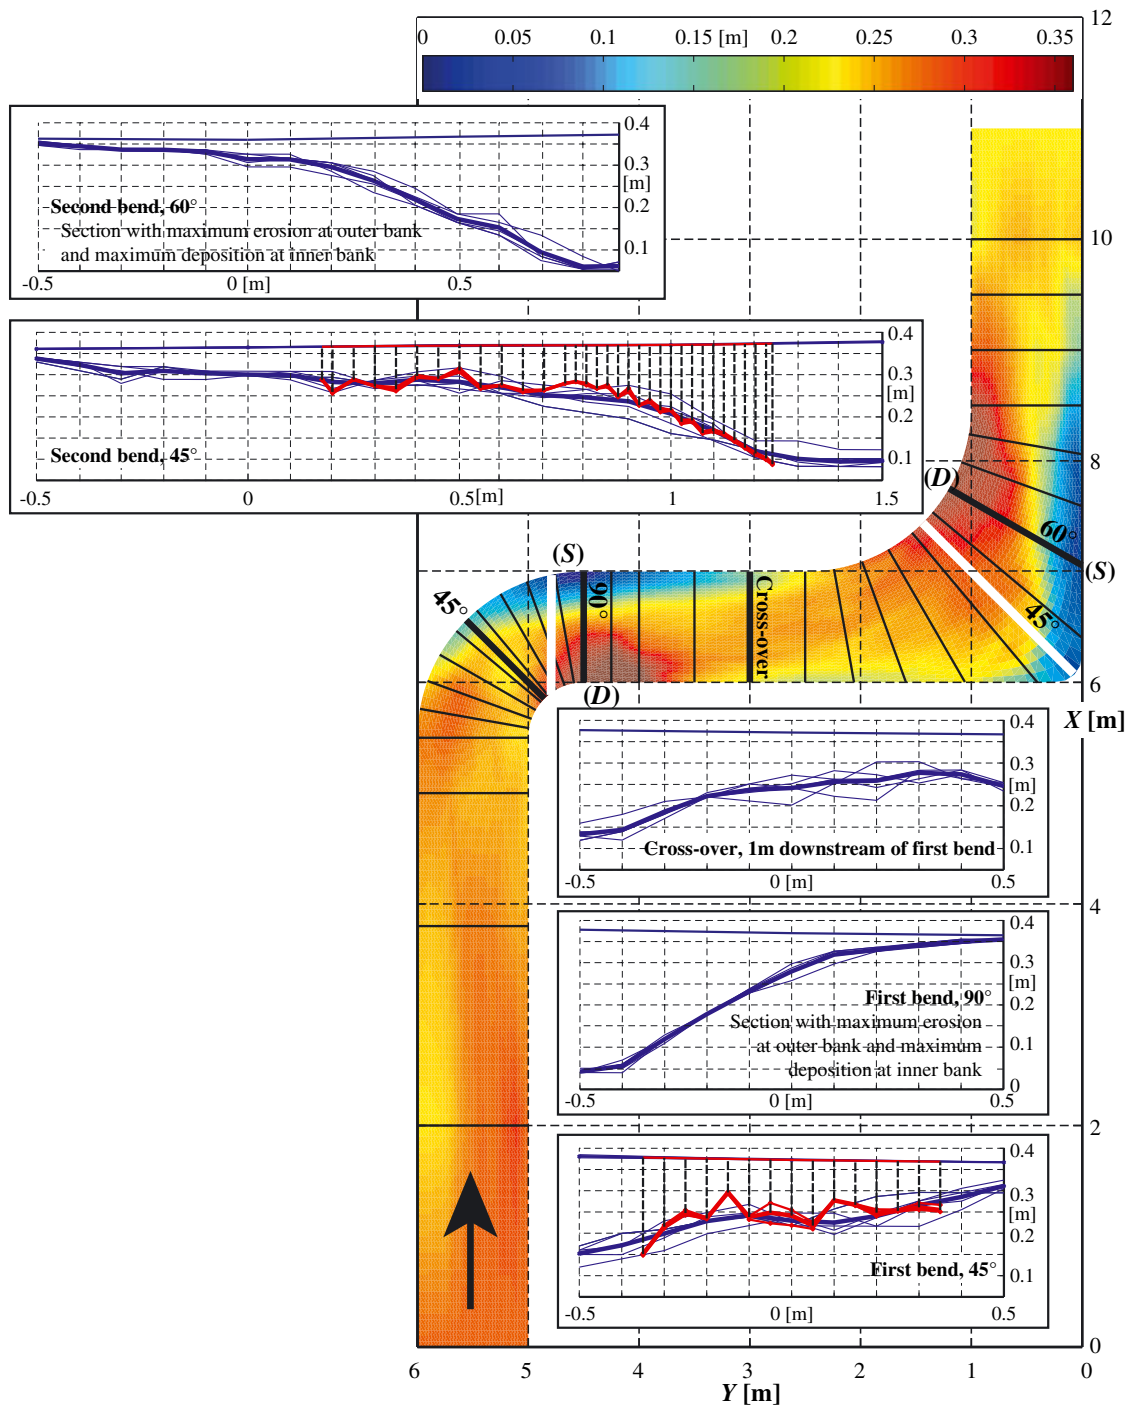 12
0 0.05 0.1 0.15 [m] 0.2 0.25 0.3 0.35
0.4
0.3
[m]
0.2
0.1
Second bend, 60°
Section with maximum erosion at outer bank
and maximum deposition at inner bank
-0.5 0 [m] 0.5
10
0.4
0.3
[m]
0.2
0.1
Second bend, 45°
-0.5 0 0.5[m] 1 1.5
8
(D)
60°
(S)
(S)
45°
90°
Cross-over
45°
(D)
6
X [m]
0.4
0.3
[m]
0.2
0.1
Cross-over, 1m downstream of first bend
-0.5 0 [m] 0.5
4
0.4
0.3
[m]
First bend, 90°
0.2
Section with maximum erosion
at outer bank and maximum
0.1
deposition at inner bank
0
-0.5 0 [m] 0.5
2
0.4
0.3
[m]
0.2
First bend, 45°
0.1
-0.5 0 [m] 0.5
0
6 5 4 3 2 1 0
Y [m]